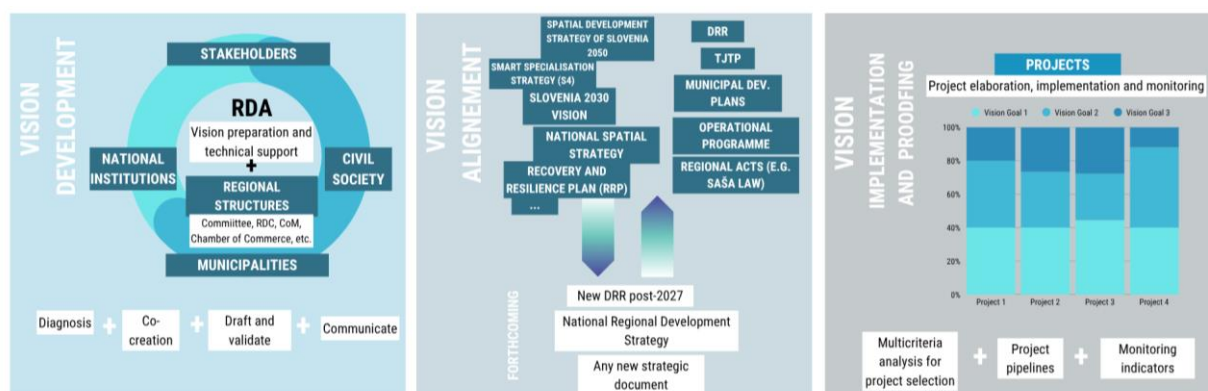 VISION
DEVELOPMENT
STAKEHOLDERS
RDA
Vision preparation and
technical support
+
NATIONAL
INSTITUTIONS
CIVIL
SOCIETY
REGIONAL
STRUCTURES
Commiittee, RDC, CoM,
Chamber of Commerce, etc.
MUNICIPALITIES
Diagnosis
+
Co-
creation
+
Draft and
validate
+
Communicate
VISION
ALIGNEMENT
SPATIAL DEVELOPMENT
STRATEGY OF SLOVENIA
2050
SMART SPECIALISATION
STRATEGY (S4)
SLOVENIA 2030
VISION
NATIONAL SPATIAL
STRATEGY
RECOVERY AND
RESILIENCE PLAN (RRP)
...
DRR
TJTP
MUNICIPAL DEV.
PLANS
OPERATIONAL
PROGRAMME
REGIONAL ACTS (E.G.
SAŠA LAW)
FORTHCOMING
New DRR post-2027
National Regional Development
Strategy
Any new strategic
document
VISION
IMPLEMENTATION
AND PROODFING
PROJECTS
Project elaboration, implementation and monitoring
Vision Goal 1 Vision Goal 2 Vision Goal 3
100%
80%
60%
40%
20%
0%
Project 1 Project 2 Project 3 Project 4
Multicriteria
analysis for
project selection
+
Project
pipelines
+
Monitoring
indicators